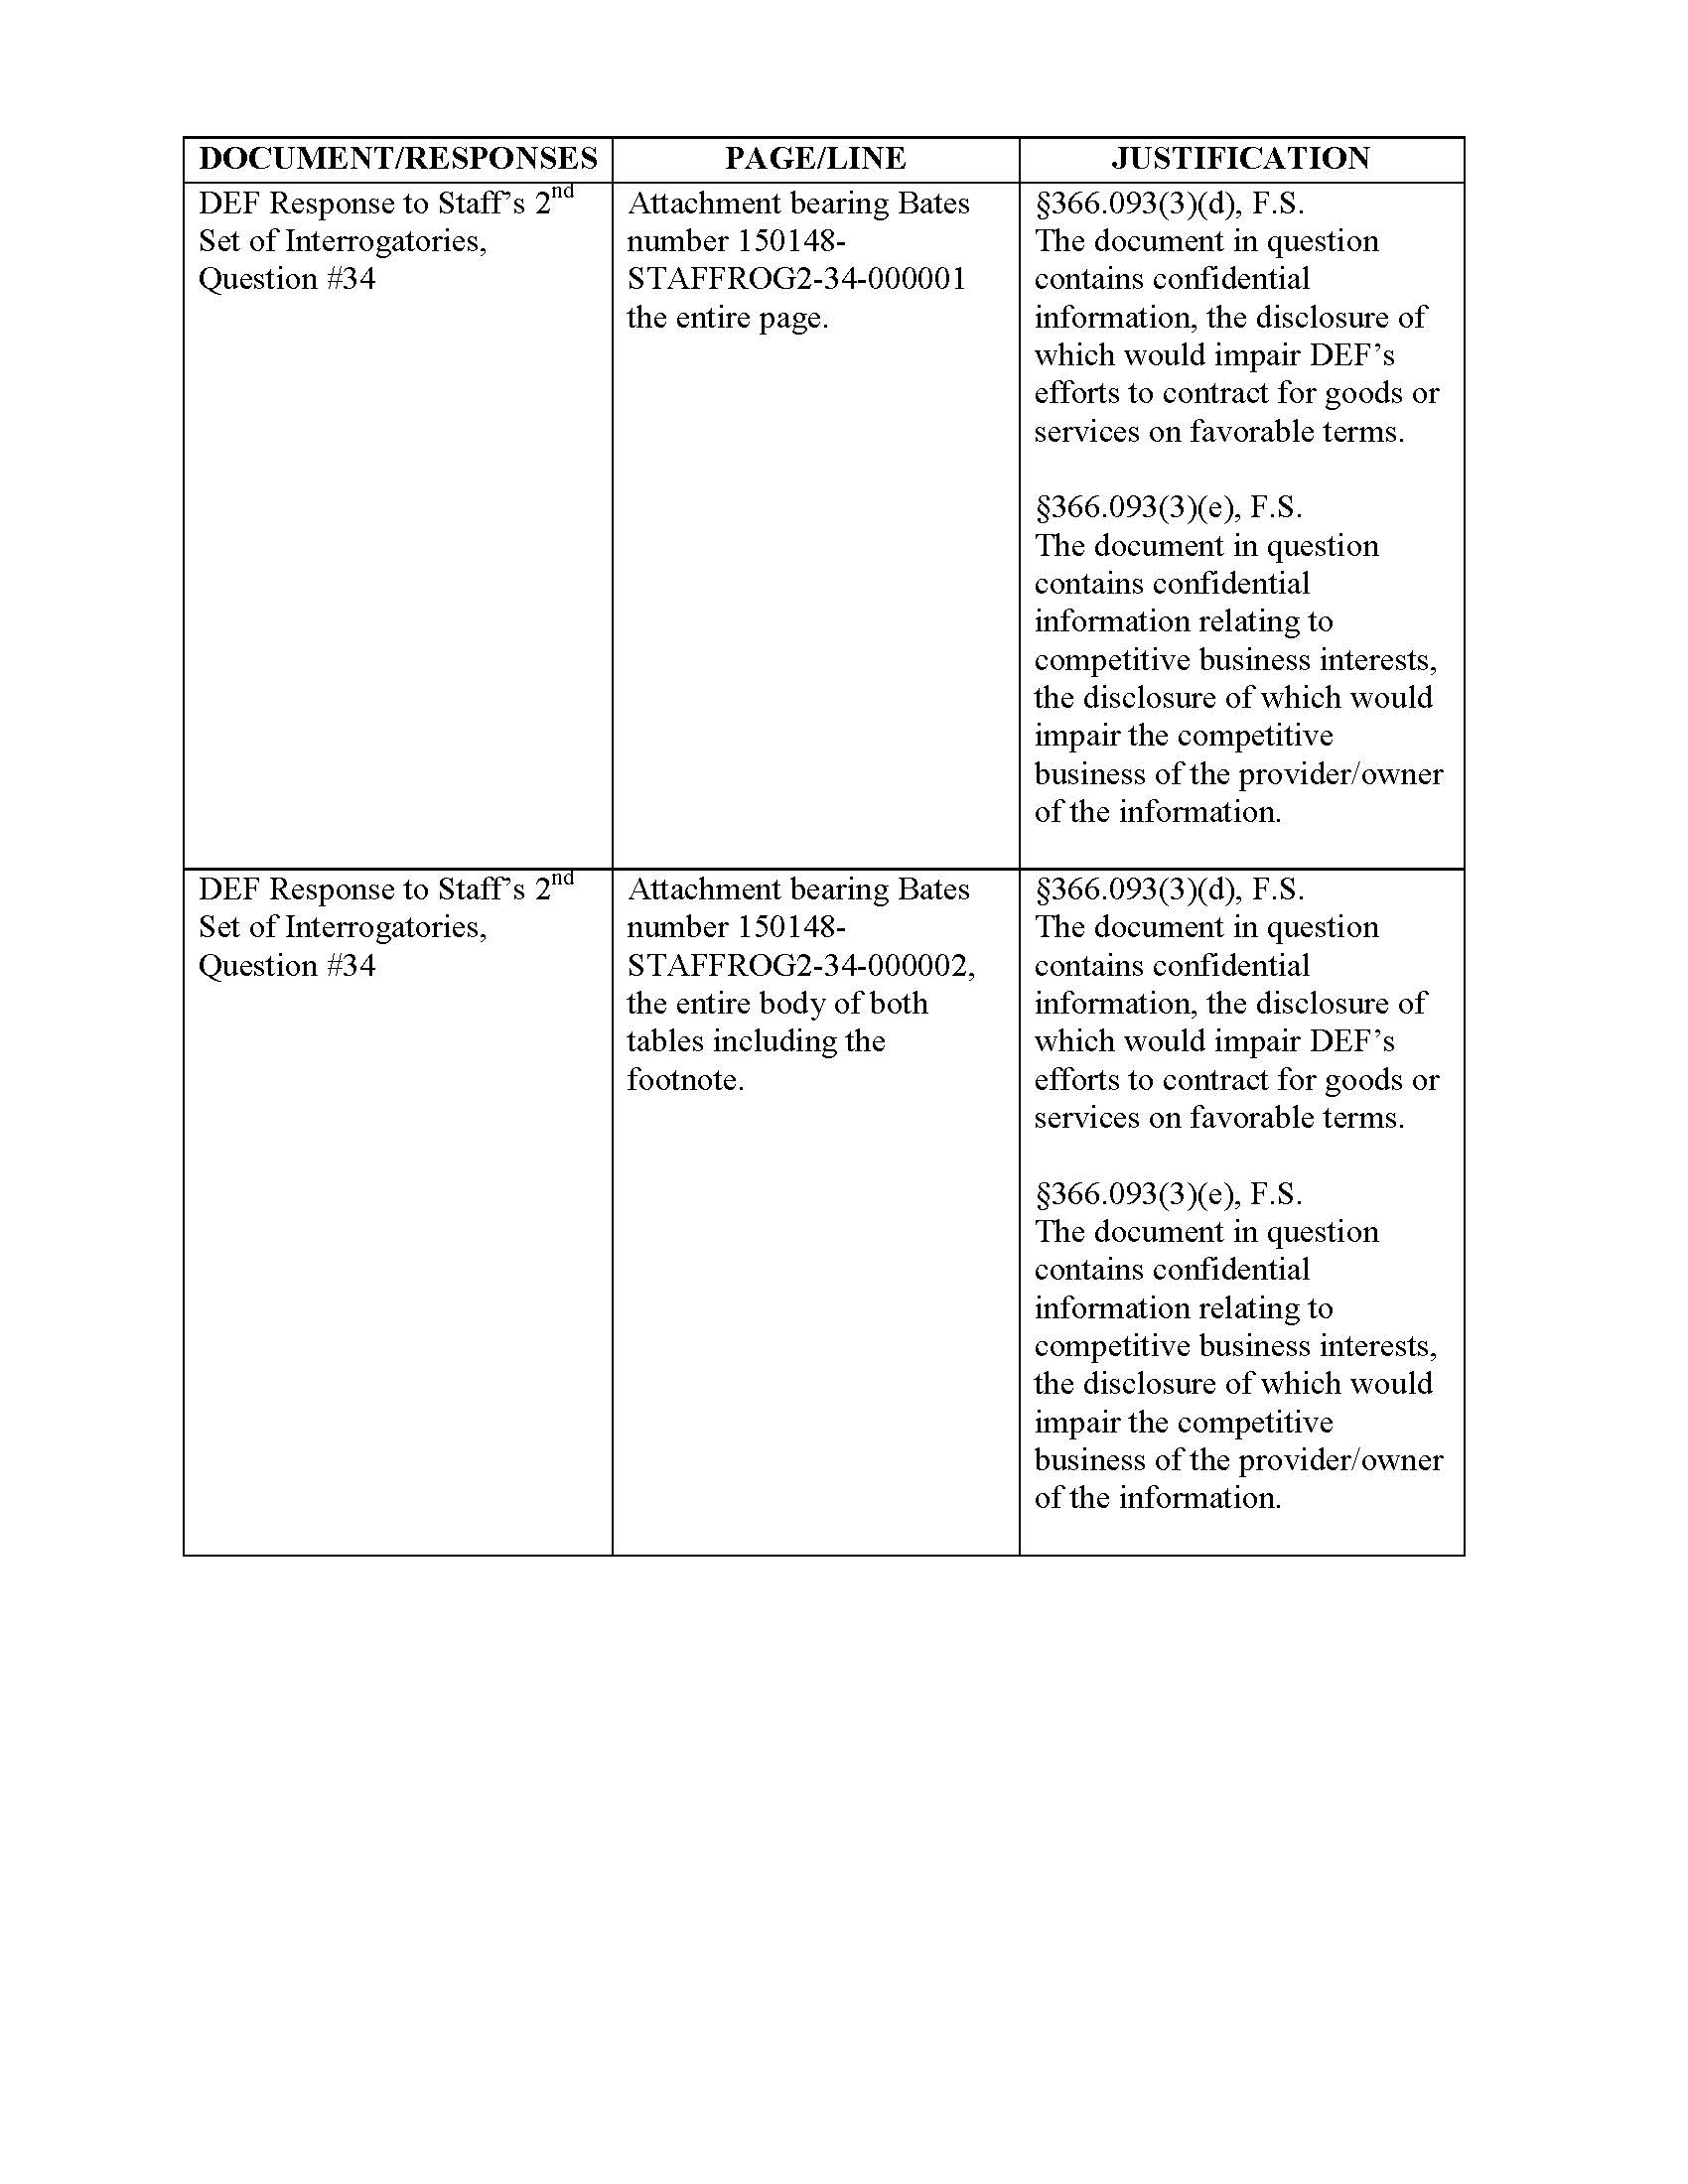 DOCUMENT/RESPONSES PAGE/LINE JUSTIFICATION
DEF Response to Staff’s 2nd
Set of Interrogatories,
Question #34
Attachment bearing Bates
number 150148-
STAFFROG2-34-000001
the entire page.
§366.093(3)(d), F.S.
The document in question
contains confidential
information, the disclosure of
which would impair DEF’s
efforts to contract for goods or
services on favorable terms.
§366.093(3)(e), F.S.
The document in question
contains confidential
information relating to
competitive business interests,
the disclosure of which would
impair the competitive
business of the provider/owner
of the information.
DEF Response to Staff’s 2nd
Set of Interrogatories,
Question #34
Attachment bearing Bates
number 150148-
STAFFROG2-34-000002,
the entire body of both
tables including the
footnote.
§366.093(3)(d), F.S.
The document in question
contains confidential
information, the disclosure of
which would impair DEF’s
efforts to contract for goods or
services on favorable terms.
§366.093(3)(e), F.S.
The document in question
contains confidential
information relating to
competitive business interests,
the disclosure of which would
impair the competitive
business of the provider/owner
of the information.